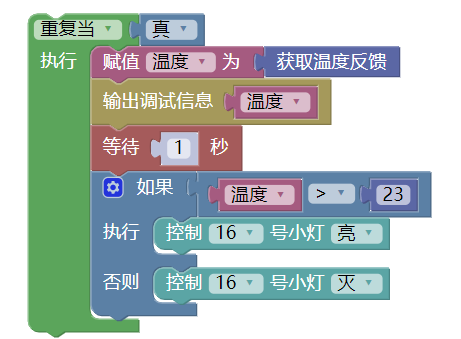 重复当 真
执行 赋值 温度 为 获取温度反馈
输出调试信息 温度
等待 1 秒
如果 温度 > 23
执行 控制 16 号小灯 亮
否则 控制 16 号小灯 灭